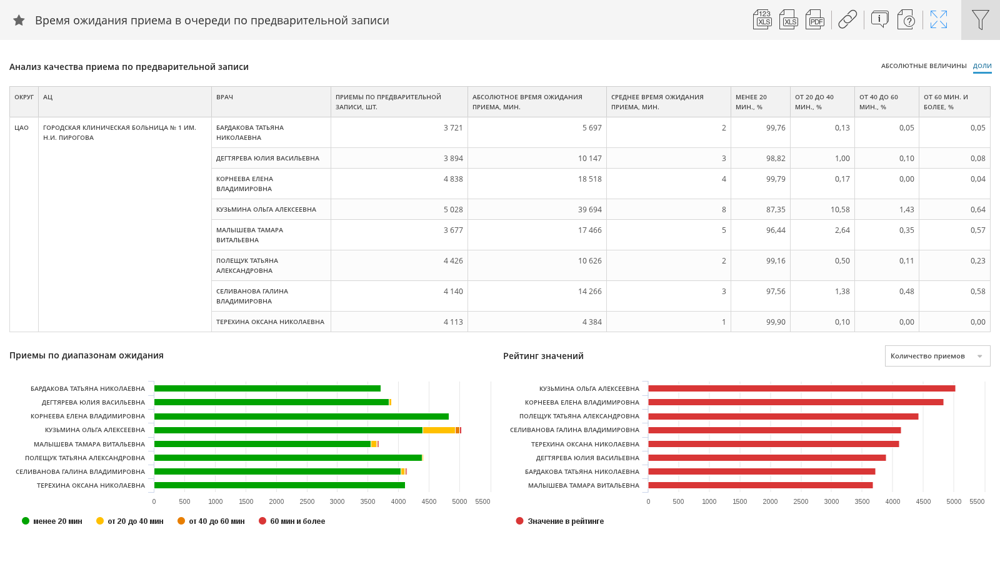 Время ожидания приема в очереди по предварительной записи
123 XLS
XLS
PDF
i
?
Анализ качества приема по предварительной записи
АБСОЛЮТНЫЕ ВЕЛИЧИНЫ ДОЛИ
ОКРУГ АЦ ВРАЧ ПРИЕМЫ ПО ПРЕДВАРИТЕЛЬНОЙ АБСОЛЮТНОЕ ВРЕМЯ ОЖИДАНИЯ СРЕДНЕЕ ВРЕМЯ ОЖИДАНИЯ МЕНЕЕ 20 ОТ 20 ДО 40 ОТ 40 ДО 60 ОТ 60 МИН. И
ЗАПИСИ, ШТ. ПРИЕМА, МИН. ПРИЕМА, МИН. МИН., % МИН., % МИН., % БОЛЕЕ, %
ЦАО ГОРОДСКАЯ КЛИНИЧЕСКАЯ БОЛЬНИЦА № 1 ИМ. БАРДАКОВА ТАТЬЯНА 3 721 5 697 2 99,76 0,13 0,05 0,05
Н.И. ПИРОГОВА НИКОЛАЕВНА
ДЕГТЯРЕВА ЮЛИЯ ВАСИЛЬЕВНА 3 894 10 147 3 98,82 1,00 0,10 0,08
КОРНЕЕВА ЕЛЕНА 4 838 18 518 4 99,79 0,17 0,00 0,04
ВЛАДИМИРОВНА
КУЗЬМИНА ОЛЬГА АЛЕКСЕЕВНА 5 028 39 694 8 87,35 10,58 1,43 0,64
МАЛЫШЕВА ТАМАРА 3 677 17 466 5 96,44 2,64 0,35 0,57
ВИТАЛЬЕВНА
ПОЛЕЩУК ТАТЬЯНА 4 426 10 626 2 99,16 0,50 0,11 0,23
АЛЕКСАНДРОВНА
СЕЛИВАНОВА ГАЛИНА 4 140 14 266 3 97,56 1,38 0,48 0,58
ВЛАДИМИРОВНА
ТЕРЕХИНА ОКСАНА НИКОЛАЕВНА 4 113 4 384 1 99,90 0,10 0,00 0,00
Приемы по диапазонам ожидания
БАРДАКОВА ТАТЬЯНА НИКОЛАЕВНА
ДЕГТЯРЕВА ЮЛИЯ ВАСИЛЬЕВНА
КОРНЕЕВА ЕЛЕНА ВЛАДИМИРОВНА
КУЗЬМИНА ОЛЬГА АЛЕКСЕЕВНА
МАЛЫШЕВА ТАМАРА ВИТАЛЬЕВНА
ПОЛЕЩУК ТАТЬЯНА АЛЕКСАНДРОВНА
СЕЛИВАНОВА ГАЛИНА ВЛАДИМИРОВНА
ТЕРЕХИНА ОКСАНА НИКОЛАЕВНА
0 500 1000 1500 2000 2500 3000 3500 4000 4500 5000 5500
менее 20 мин от 20 до 40 мин от 40 до 60 мин 60 мин и более
Рейтинг значений
Количество приемов
КУЗЬМИНА ОЛЬГА АЛЕКСЕЕВНА
КОРНЕЕВА ЕЛЕНА ВЛАДИМИРОВНА
ПОЛЕЩУК ТАТЬЯНА АЛЕКСАНДРОВНА
СЕЛИВАНОВА ГАЛИНА ВЛАДИМИРОВНА
ТЕРЕХИНА ОКСАНА НИКОЛАЕВНА
ДЕГТЯРЕВА ЮЛИЯ ВАСИЛЬЕВНА
БАРДАКОВА ТАТЬЯНА НИКОЛАЕВНА
МАЛЫШЕВА ТАМАРА ВИТАЛЬЕВНА
0 500 1000 1500 2000 2500 3000 3500 4000 4500 5000 5500
Значение в рейтинге